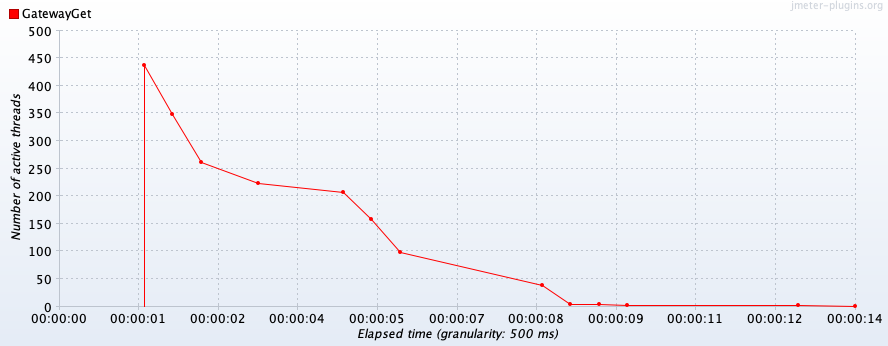 jmeter-plugins.org
GatewayGet
500
450
400
350
300
250
200
150
100
50
0
Number of active threads
00:00:00 00:00:01 00:00:02 00:00:04 00:00:05 00:00:07 00:00:08 00:00:09 00:00:11 00:00:12 00:00:14
Elapsed time (granularity: 500 ms)